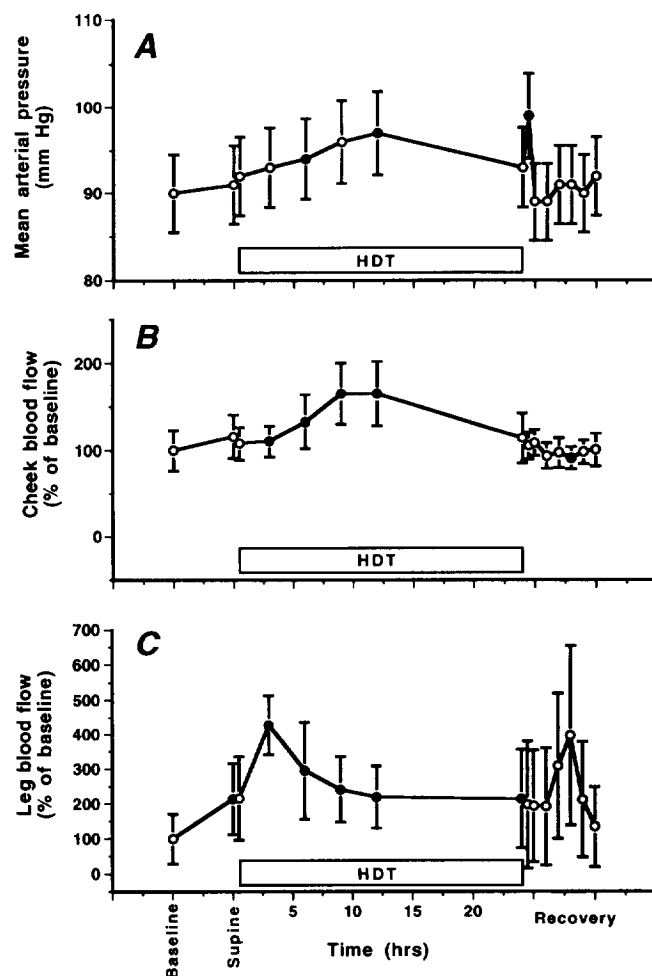 A
Mean arterial pressure
(mm Hg)
110
100
90
80
HDT
B
Cheek blood flow
(% of baseline)
200
100
0
HDT
C
Leg blood flow
(% of baseline)
700
600
500
400
300
200
100
0
HDT
Baseline
Supine
5
10
15
20
Recovery
Time (hrs)